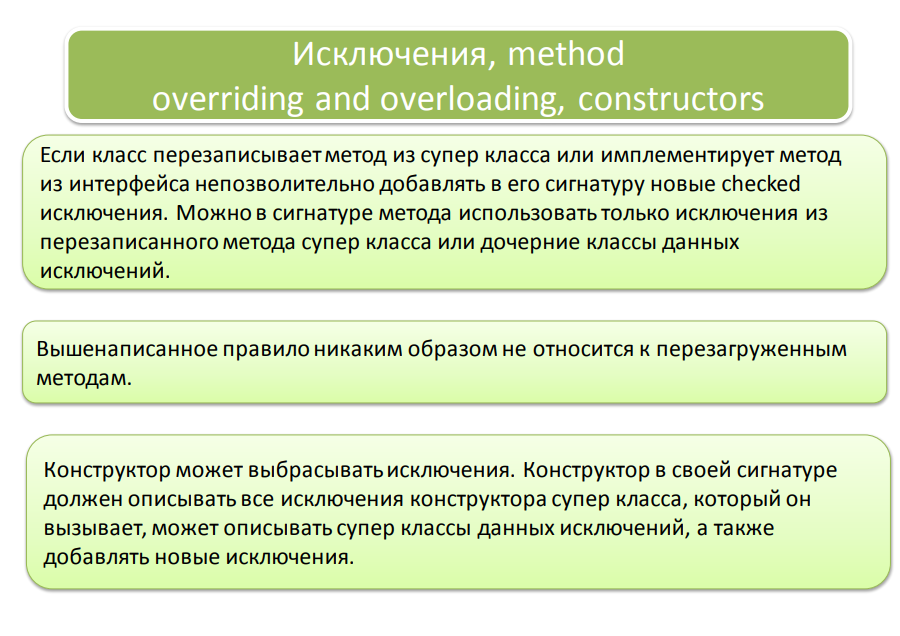 Исключения, method
overriding and overloading, constructors
Если класс перезаписывает метод из супер класса или имплементирует метод
из интерфейса непозволительно добавлять в его сигнатуру новые checked
исключения. Можно в сигнатуре метода использовать только исключения из
перезаписанного метода супер класса или дочерние классы данных
исключений.
Вышенаписанное правило никаким образом не относится к перезагруженным
методам.
Конструктор может выбрасывать исключения. Конструктор в своей сигнатуре
должен описывать все исключения конструктора супер класса, который он
вызывает, может описывать супер классы данных исключений, а также
добавлять новые исключения.